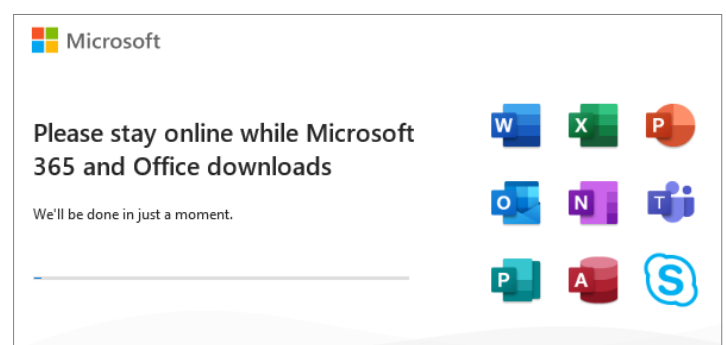 Microsoft
Please stay online while Microsoft
365 and Office downloads
We'll be done in just a moment.
W X P
O N T
P A S